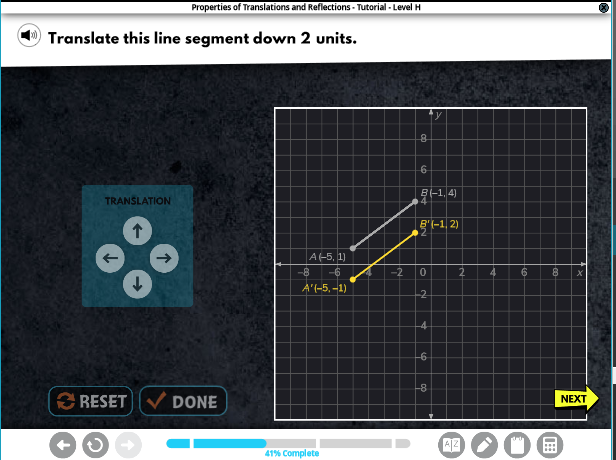 Properties of Translations and Reflections - Tutorial - Level H
Translate this line segment down 2 units.
TRANSLATION
y
8
6
B (−1, 4)
4
B′ (−1, 2)
2
A (−5, 1)
−8 −6 −4 −2 0 2 4 6 8 x
A′ (−5, −1)
−2
−4
−6
−8
RESET DONE
NEXT
41% Complete
A Z